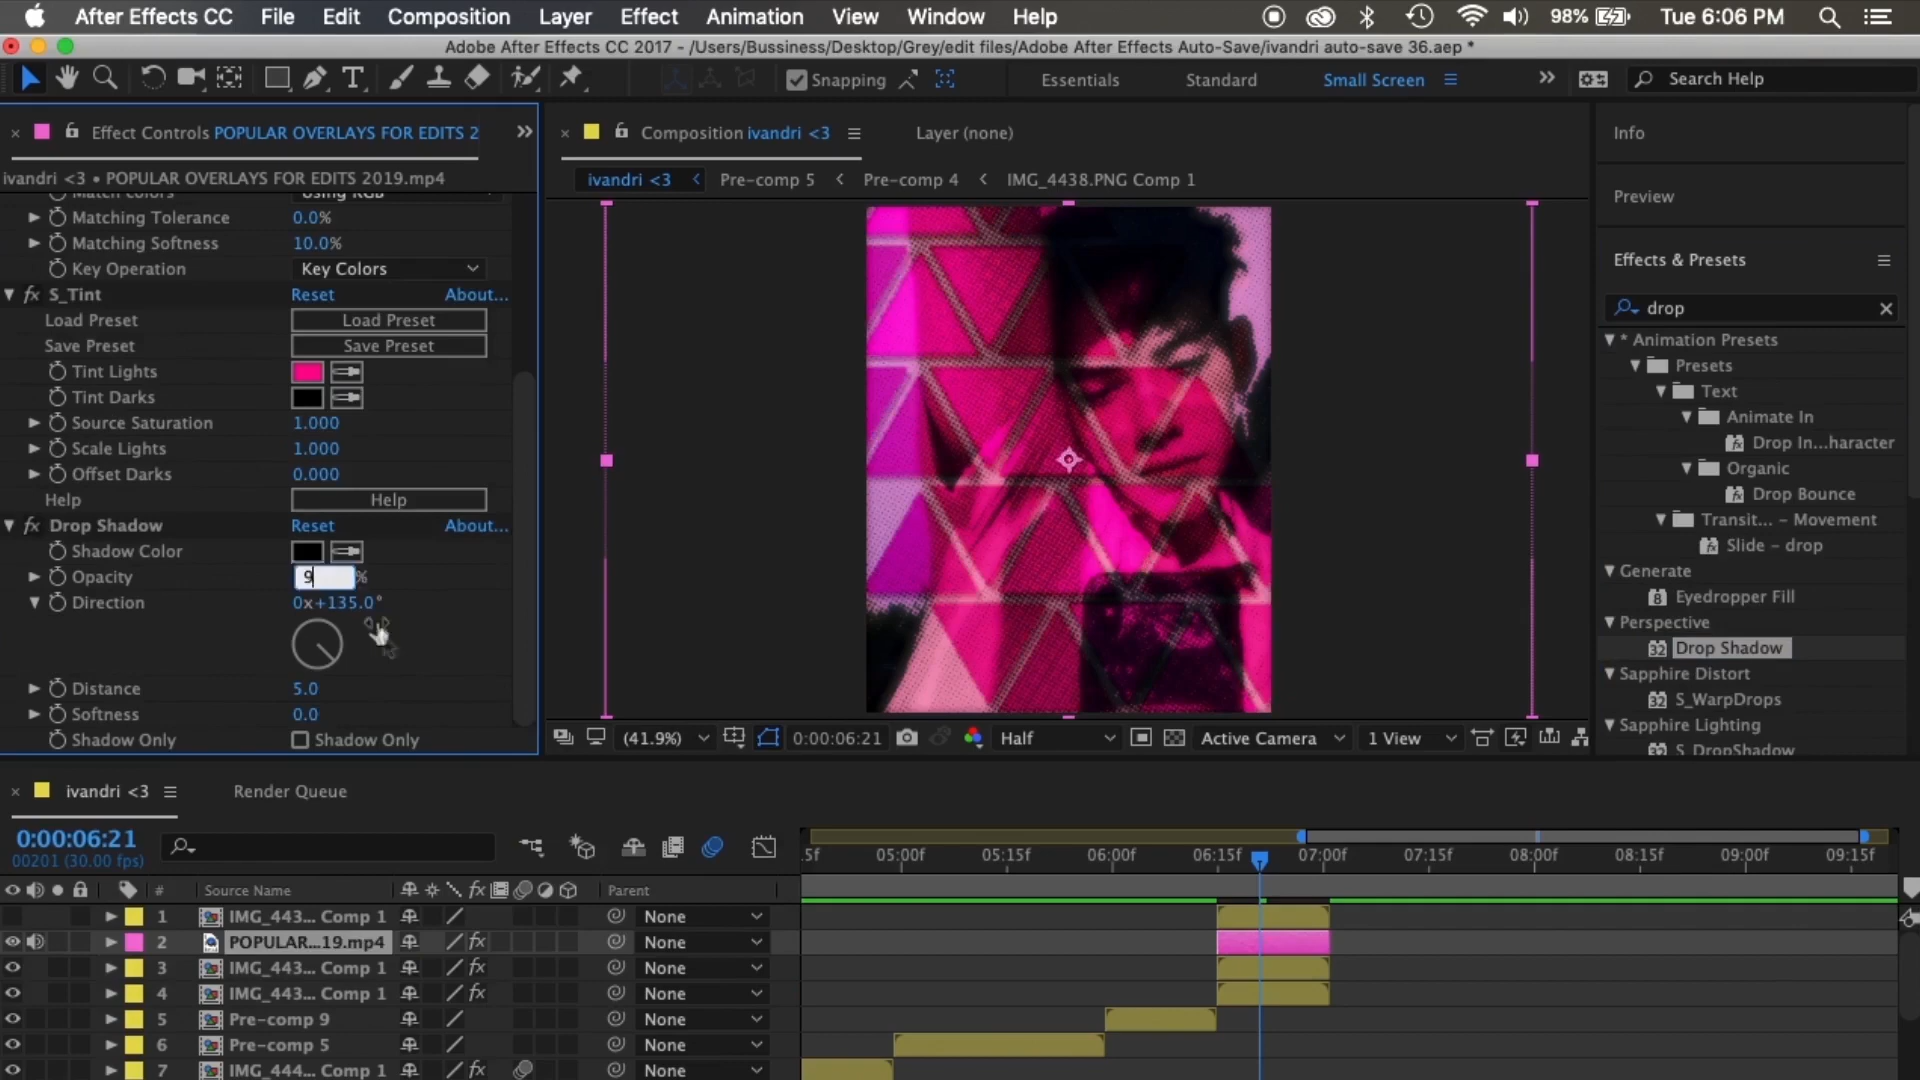 After Effects CC File Edit Composition Layer Effect Animation View Window Help 98% Tue 6:06 PM
Adobe After Effects CC 2017 - /Users/Bussiness/Desktop/Grey/edit files/Adobe After Effects Auto-Save/ivandri auto-save 36.aep *
Snapping Essentials Standard Small Screen Search Help
Effect Controls POPULAR OVERLAYS FOR EDITS 2
ivandri <3 • POPULAR OVERLAYS FOR EDITS 2019.mp4
Match Colors Using RGB
Matching Tolerance 0.0%
Matching Softness 10.0%
Key Operation Key Colors
fx S_Tint Reset About...
Load Preset Load Preset
Save Preset Save Preset
Tint Lights
Tint Darks
Source Saturation 1.000
Scale Lights 1.000
Offset Darks 0.000
Help Help
fx Drop Shadow Reset About...
Shadow Color
Opacity 9 %
Direction 0x+135.0°
Distance 5.0
Softness 0.0
Shadow Only Shadow Only
Composition ivandri <3 Layer (none)
ivandri <3 Pre-comp 5 Pre-comp 4 IMG_4438.PNG Comp 1
(41.9%) 0:00:06:21 Half Active Camera 1 View
Info
Preview
Effects & Presets
drop
* Animation Presets
Presets
Text
Animate In
Drop In...haracter
Organic
Drop Bounce
Transit... - Movement
Slide - drop
Generate
Eyedropper Fill
Perspective
Drop Shadow
Sapphire Distort
S_WarpDrops
Sapphire Lighting
S_DropShadow
ivandri <3 Render Queue
0:00:06:21
00201 (30.00 fps)
:15f 05:00f 05:15f 06:00f 06:15f 07:00f 07:15f 08:00f 08:15f 09:00f 09:15f
# Source Name fx Parent
1 IMG_443... Comp 1 None
2 POPULAR...19.mp4 fx None
3 IMG_443... Comp 1 fx None
4 IMG_443... Comp 1 fx None
5 Pre-comp 9 None
6 Pre-comp 5 None
7 IMG_444... Comp 1 fx None